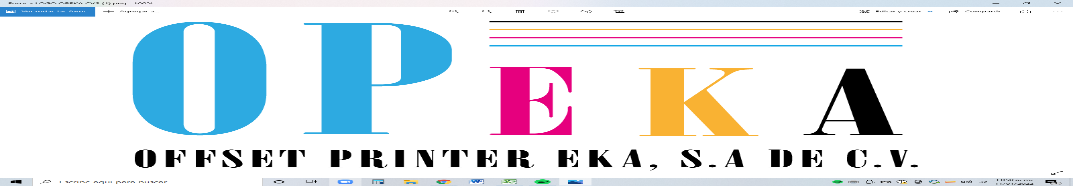 OPEKA
OFFSET PRINTER EKA, S.A DE C.V.